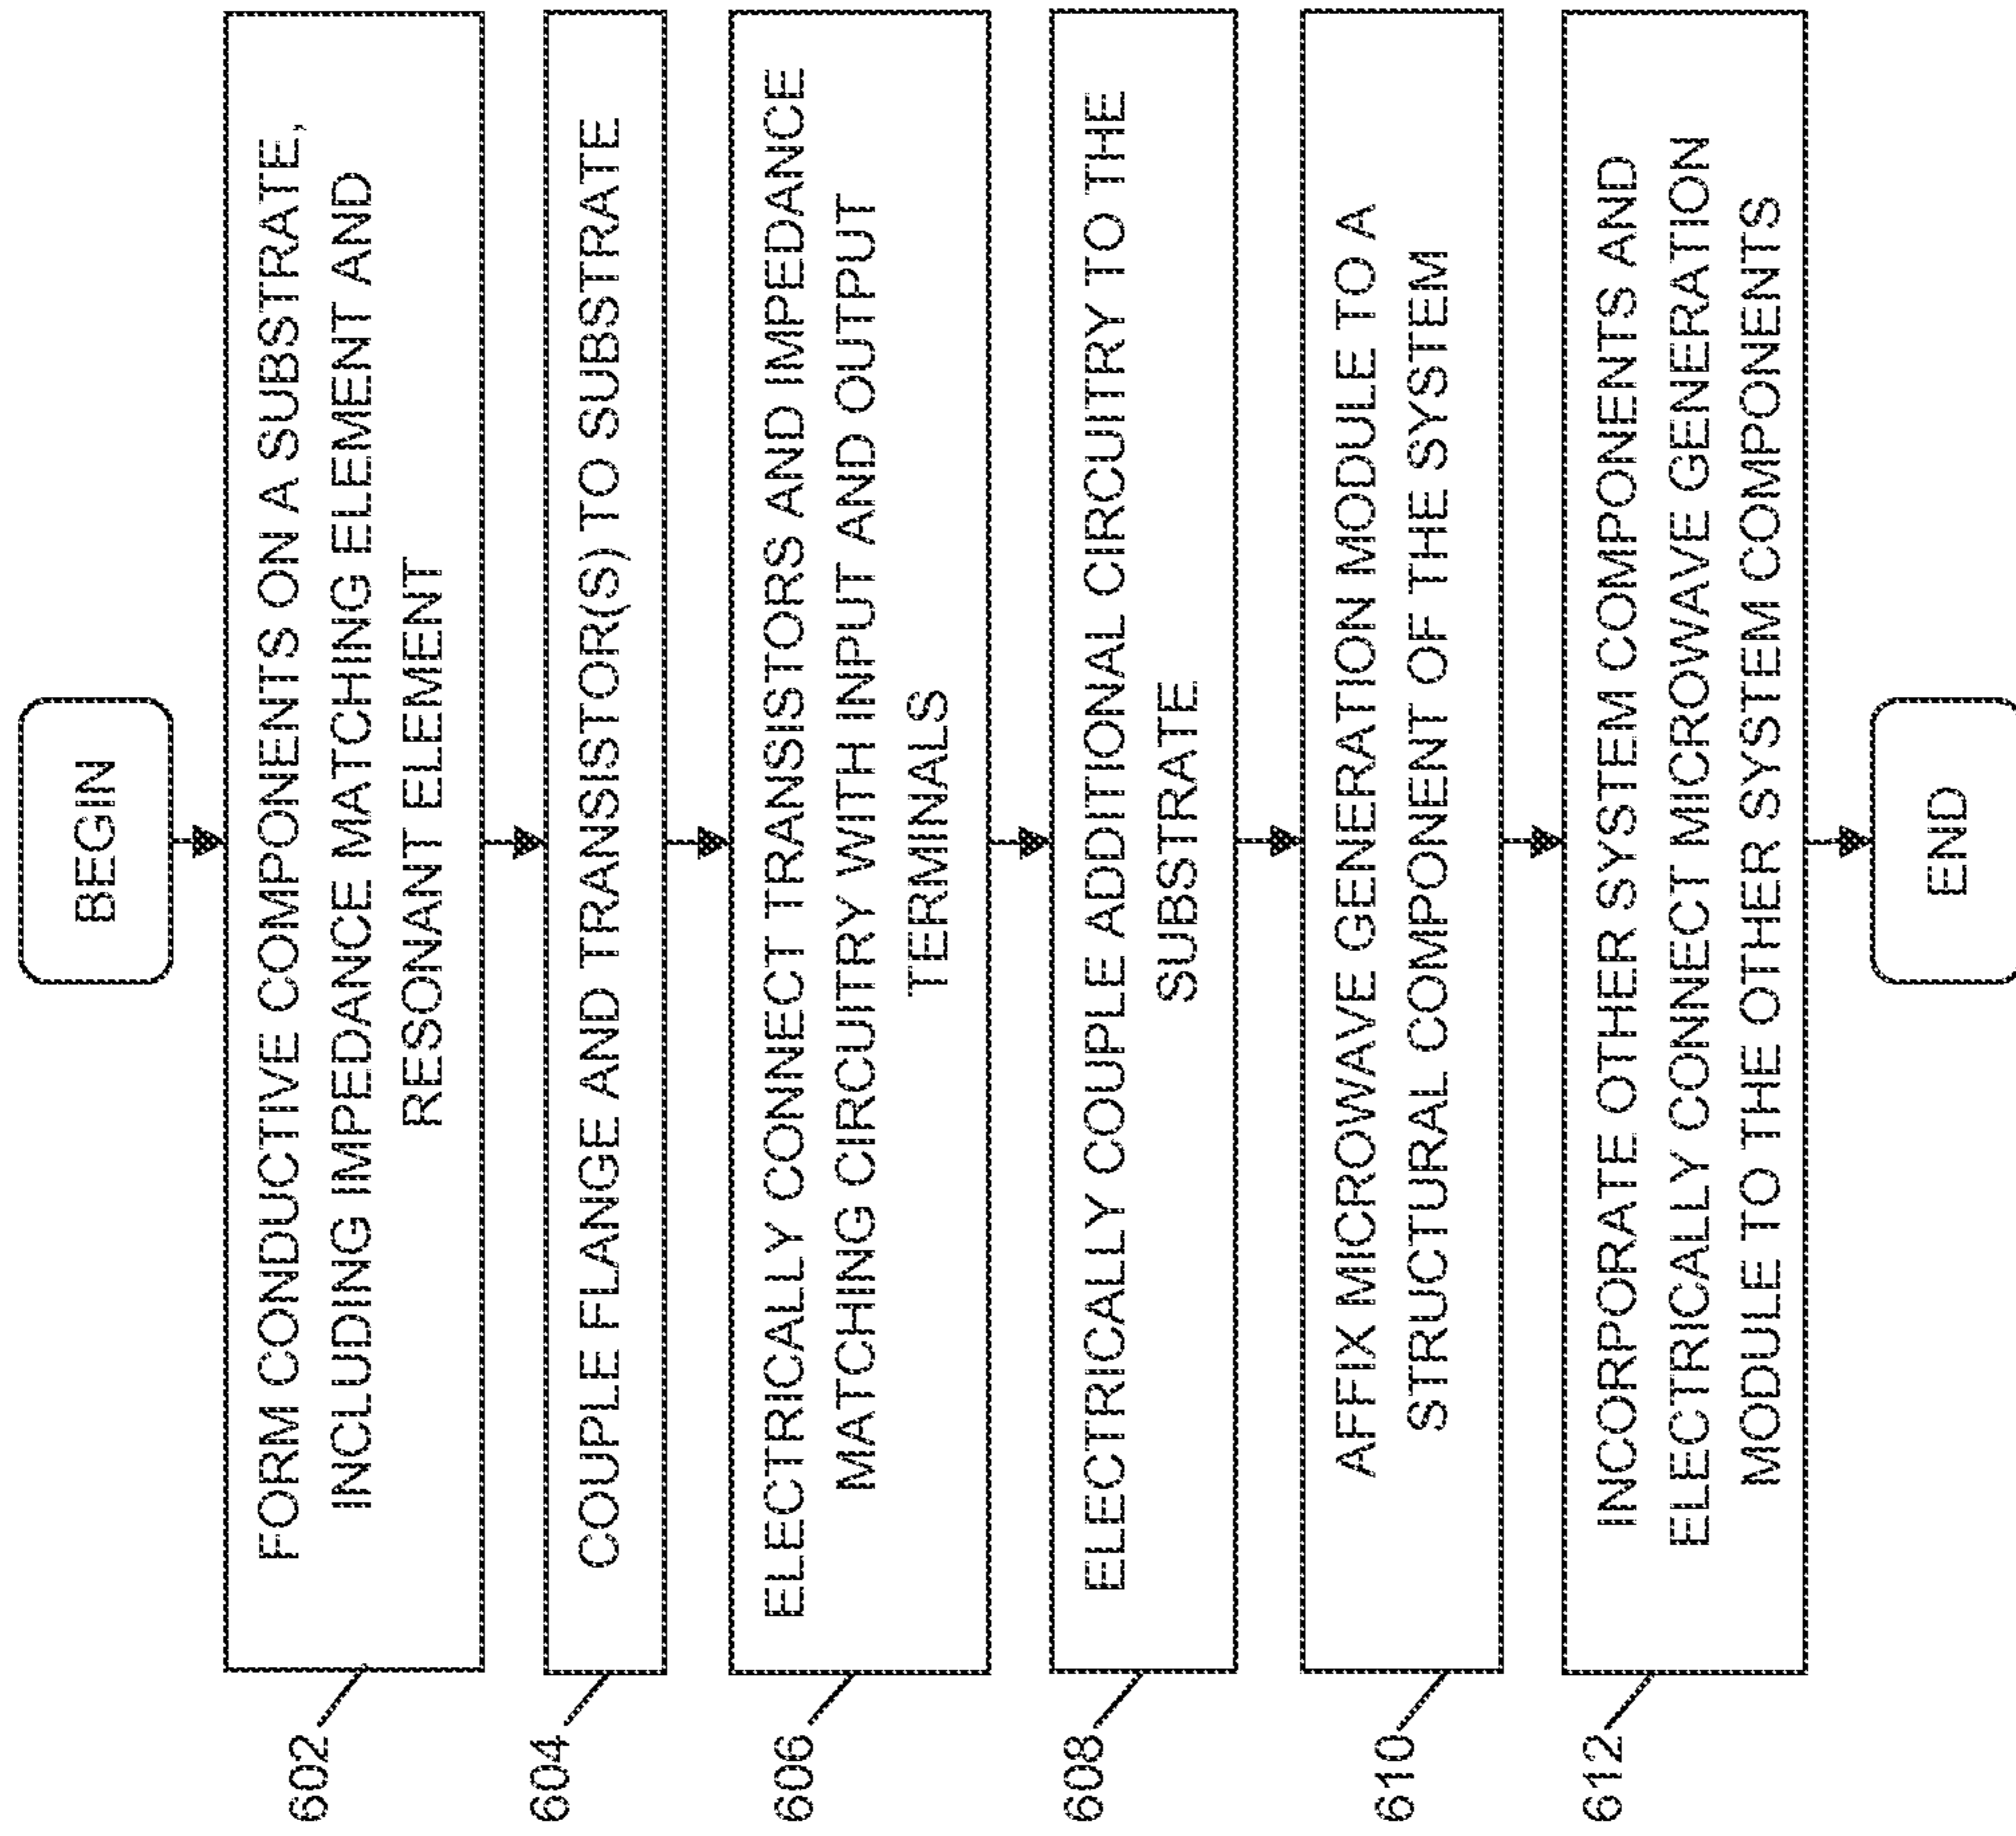 BEGIN
602
FORM CONDUCTIVE COMPONENTS ON A SUBSTRATE,
INCLUDING IMPEDANCE MATCHING ELEMENT AND
RESONANT ELEMENT
604
COUPLE FLANGE AND TRANSISTOR(S) TO SUBSTRATE
606
ELECTRICALLY CONNECT TRANSISTORS AND IMPEDANCE
MATCHING CIRCUITRY WITH INPUT AND OUTPUT
TERMINALS
608
ELECTRICALLY COUPLE ADDITIONAL CIRCUITRY TO THE
SUBSTRATE
610
AFFIX MICROWAVE GENERATION MODULE TO A
STRUCTURAL COMPONENT OF THE SYSTEM
612
INCORPORATE OTHER SYSTEM COMPONENTS AND
ELECTRICALLY CONNECT MICROWAVE GENERATION
MODULE TO THE OTHER SYSTEM COMPONENTS
END